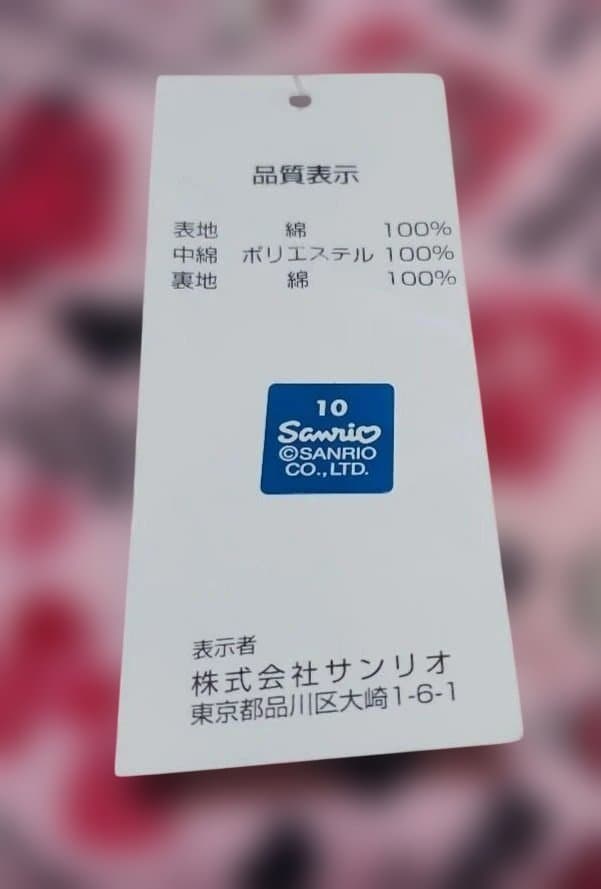 品質表示
表地 綿 100%
中綿 ポリエステル 100%
裏地 綿 100%
10
Sanrio
©SANRIO
CO.,LTD.
表示者
株式会社サンリオ
東京都品川区大崎1-6-1